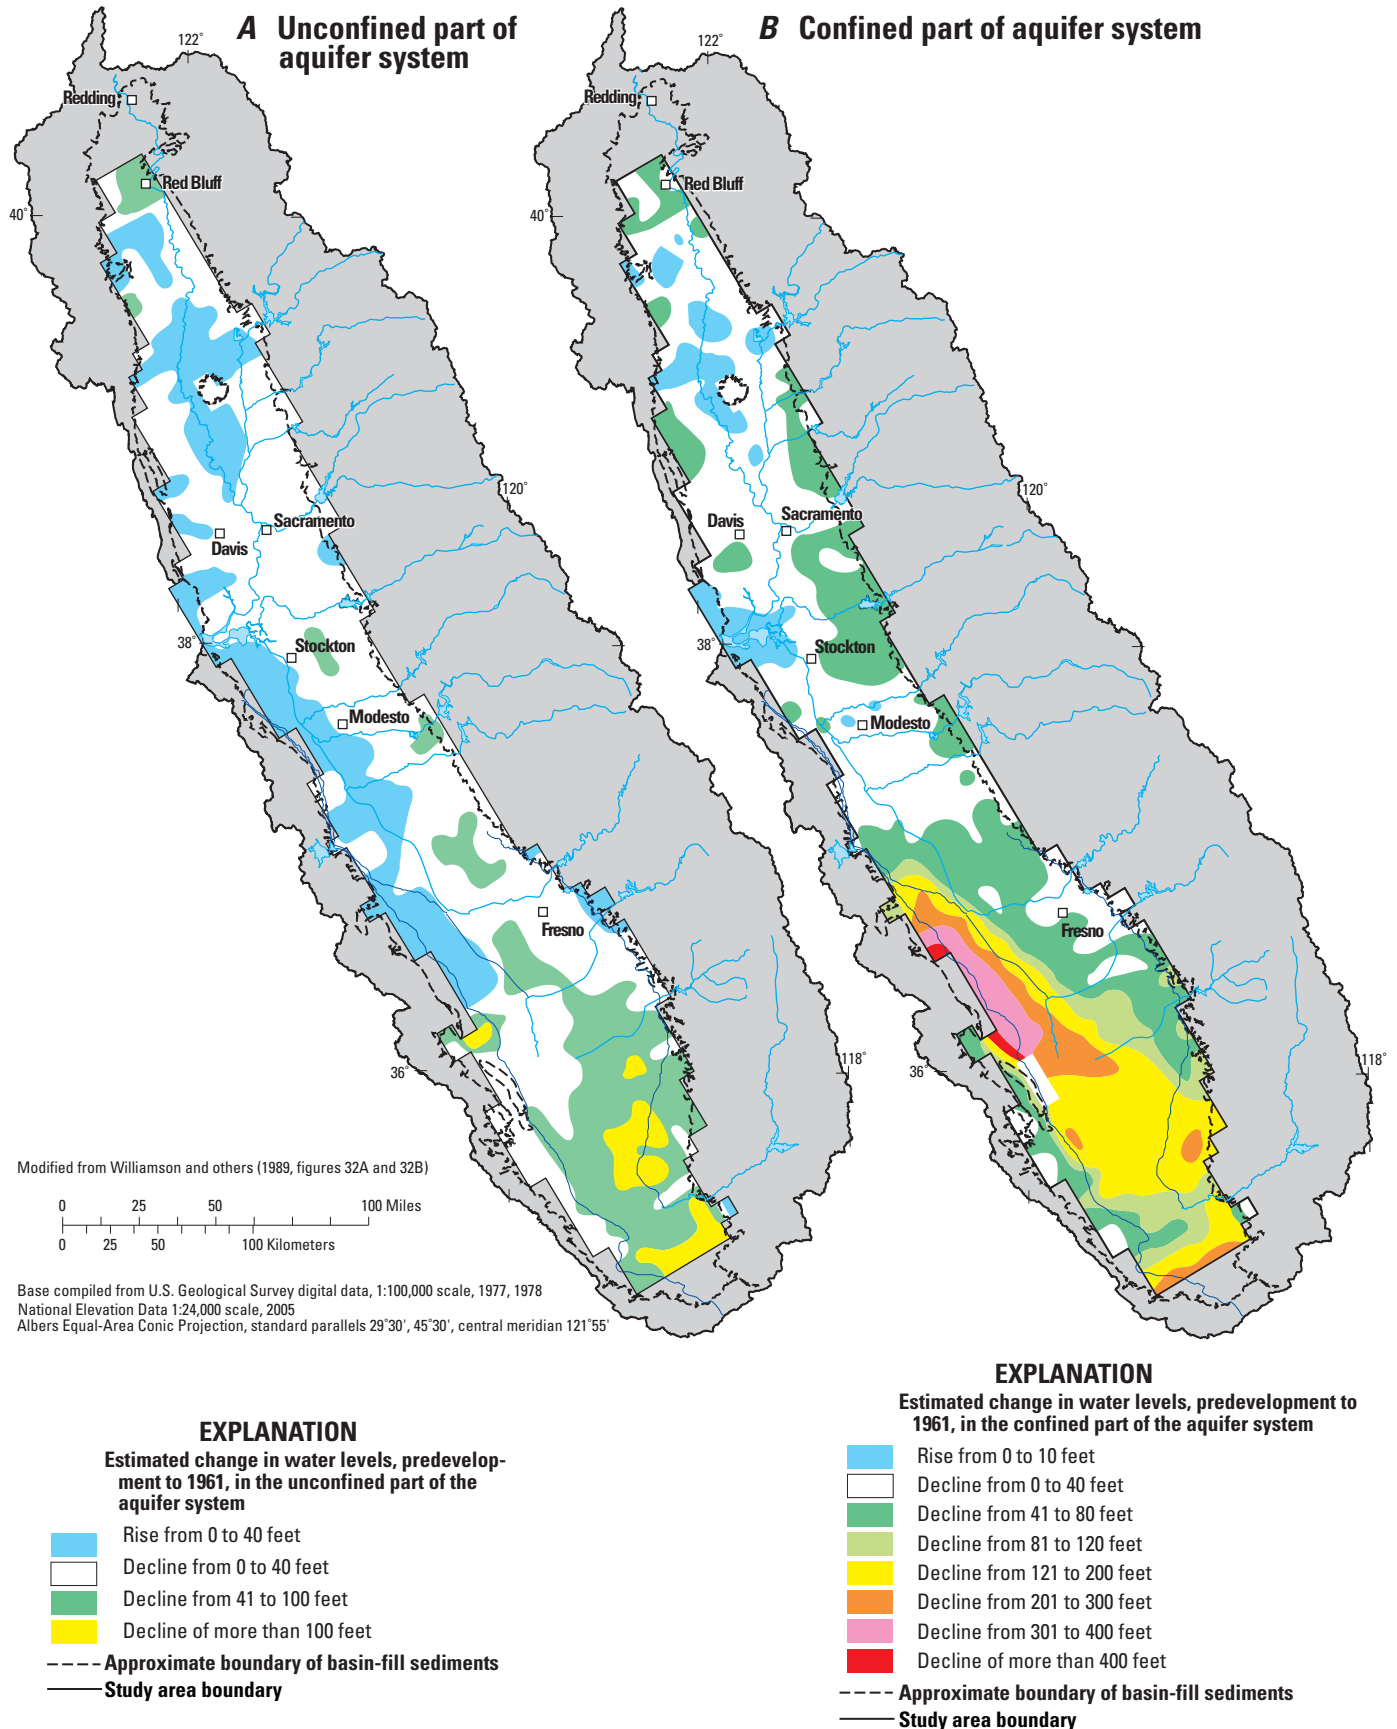 A Unconfined part of
aquifer system
122°
Redding
Red Bluff
40°
120°
Sacramento
Davis
38°
Stockton
Modesto
Fresno
118°
36°
B Confined part of aquifer system
122°
Redding
Red Bluff
40°
120°
Sacramento
Davis
38°
Stockton
Modesto
Fresno
118°
36°
Modified from Williamson and others (1989, figures 32A and 32B)
0 25 50 100 Miles
0 25 50 100 Kilometers
Base compiled from U.S. Geological Survey digital data, 1:100,000 scale, 1977, 1978
National Elevation Data 1:24,000 scale, 2005
Albers Equal-Area Conic Projection, standard parallels 29°30', 45°30', central meridian 121°55'
EXPLANATION
Estimated change in water levels, predevelop-
ment to 1961, in the unconfined part of the
aquifer system
Rise from 0 to 40 feet
Decline from 0 to 40 feet
Decline from 41 to 100 feet
Decline of more than 100 feet
Approximate boundary of basin-fill sediments
Study area boundary
EXPLANATION
Estimated change in water levels, predevelopment to
1961, in the confined part of the aquifer system
Rise from 0 to 10 feet
Decline from 0 to 40 feet
Decline from 41 to 80 feet
Decline from 81 to 120 feet
Decline from 121 to 200 feet
Decline from 201 to 300 feet
Decline from 301 to 400 feet
Decline of more than 400 feet
Approximate boundary of basin-fill sediments
Study area boundary